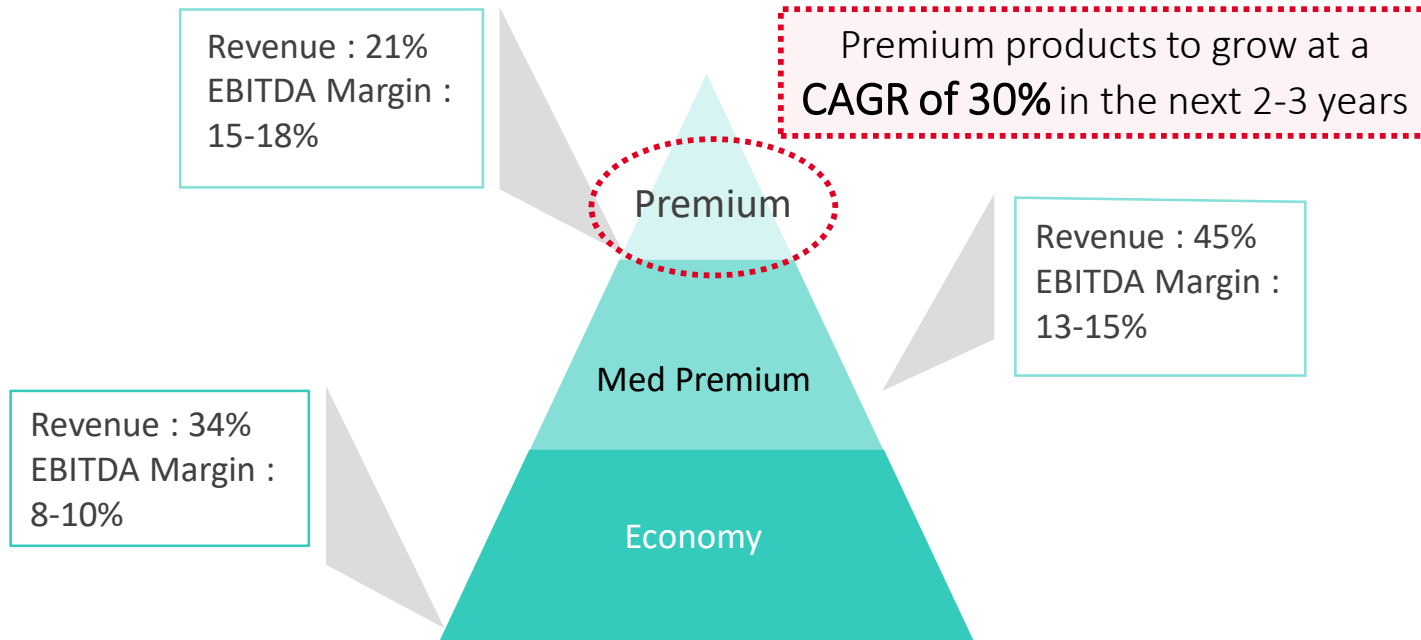 Revenue : 21%
EBITDA Margin :
15-18%
Premium products to grow at a
CAGR of 30% in the next 2-3 years
Premium
Revenue : 45%
EBITDA Margin :
13-15%
Med Premium
Revenue : 34%
EBITDA Margin :
8-10%
Economy